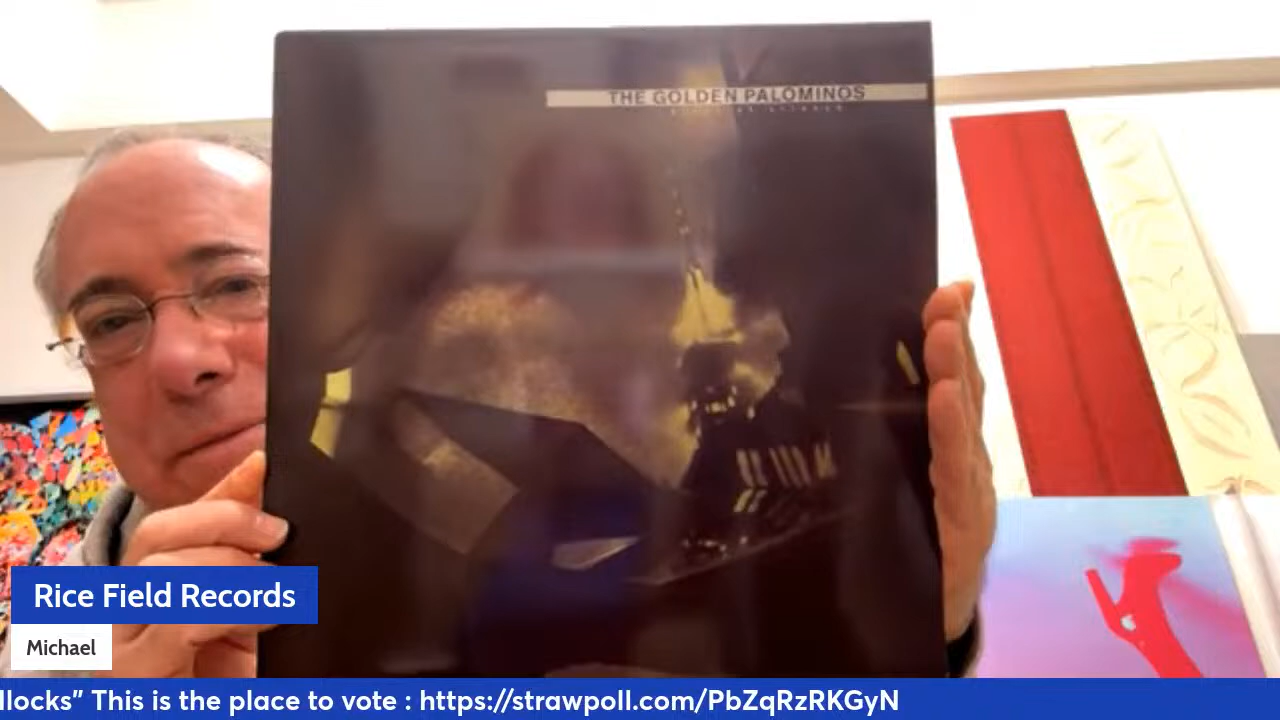 THE GOLDEN PALOMINOS
Rice Field Records
Michael
llocks” This is the place to vote : https://strawpoll.com/PbZqRzRKGyN